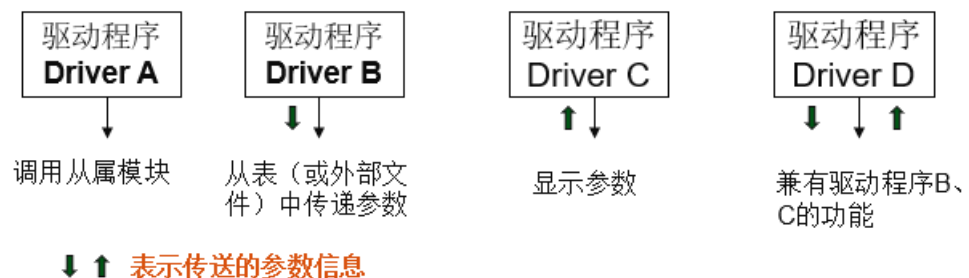 驱动程序
Driver A
驱动程序
Driver B
驱动程序
Driver C
驱动程序
Driver D
调用从属模块
从表（或外部文
件）中传递参数
显示参数
兼有驱动程序B、
C的功能
表示传送的参数信息